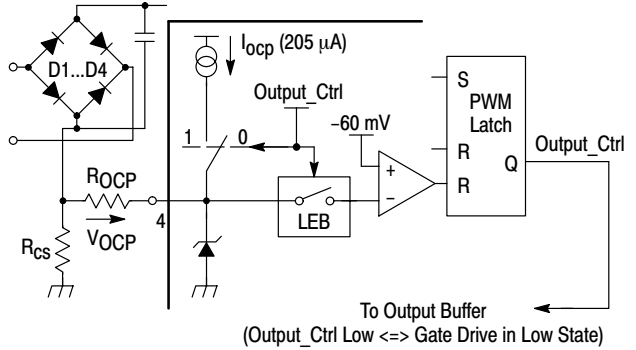 I_ocp (205 µA)
D1...D4
Output_Ctrl
1
0
–60 mV
S
PWM
Latch
R
Q
Output_Ctrl
+
–
R
R_OCP
4
LEB
V_OCP
R_cs
To Output Buffer
(Output_Ctrl Low <=> Gate Drive in Low State)